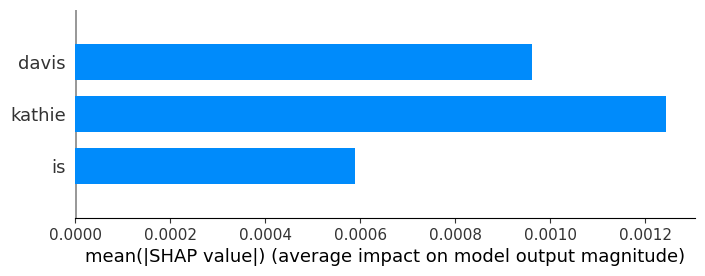 davis
kathie
is
0.0000 0.0002 0.0004 0.0006 0.0008 0.0010 0.0012
mean(|SHAP value|) (average impact on model output magnitude)